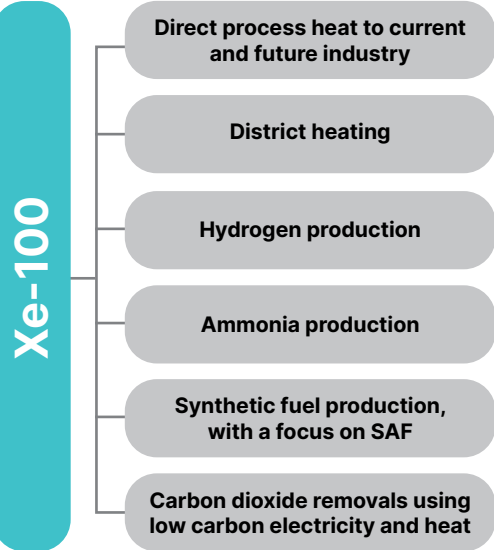 Xe-100
Direct process heat to current
and future industry
District heating
Hydrogen production
Ammonia production
Synthetic fuel production,
with a focus on SAF
Carbon dioxide removals using
low carbon electricity and heat